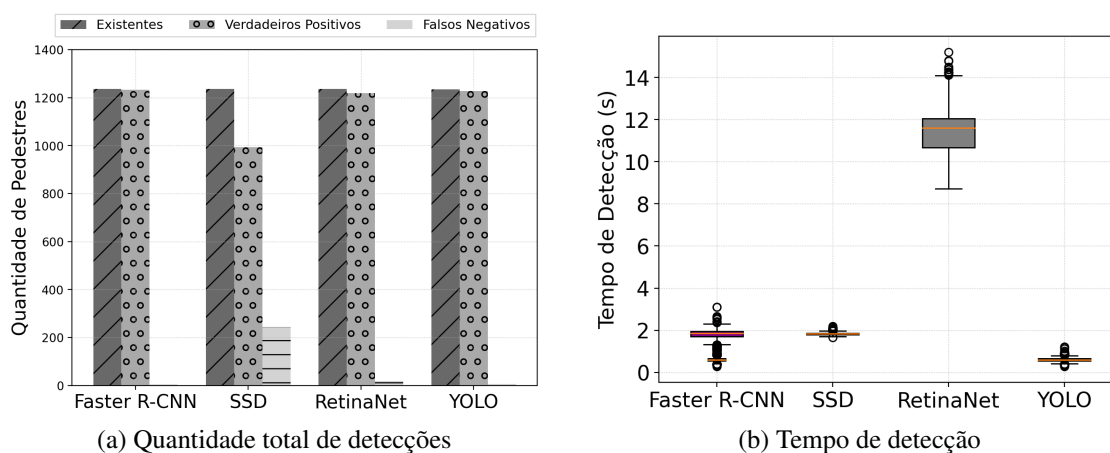 Existentes Verdadeiros Positivos Falsos Negativos
Quantidade de Pedestres
1400
1200
1000
800
600
400
200
0
Faster R-CNN SSD RetinaNet YOLO
(a) Quantidade total de detecções
Tempo de Detecção (s)
14
12
10
8
6
4
2
0
Faster R-CNN SSD RetinaNet YOLO
(b) Tempo de detecção